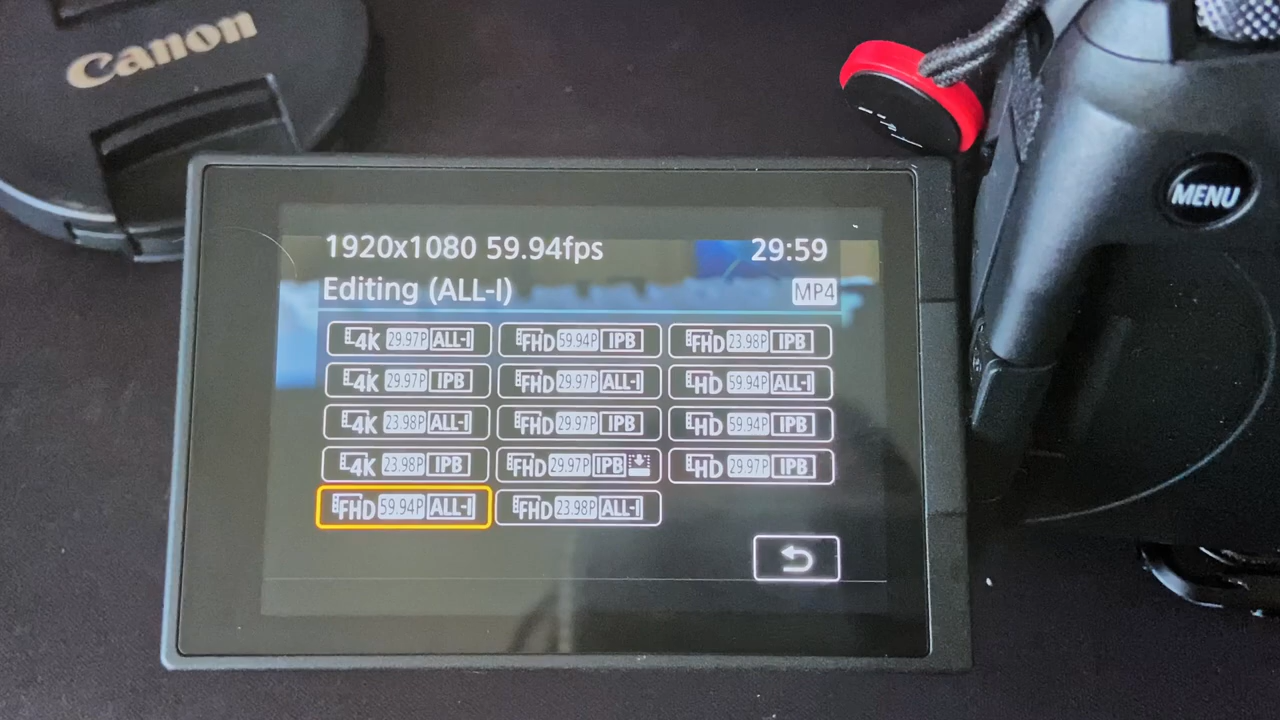 Canon
MENU
1920x1080 59.94fps 29:59
Editing (ALL-I) MP4
4K 29.97P ALL-I FHD 59.94P IPB FHD 23.98P IPB
4K 29.97P IPB FHD 29.97P ALL-I HD 59.94P ALL-I
4K 23.98P ALL-I FHD 29.97P IPB HD 59.94P IPB
4K 23.98P IPB FHD 29.97P IPB HD 29.97P IPB
FHD 59.94P ALL-I FHD 23.98P ALL-I